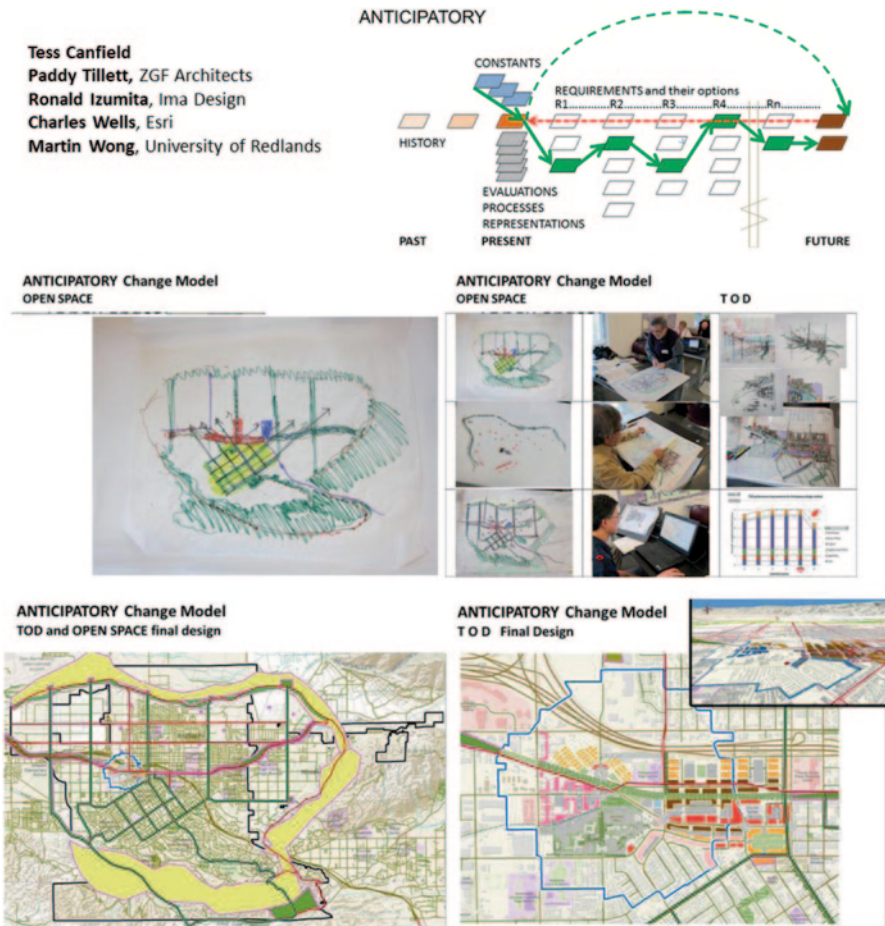 ANTICIPATORY
Tess Canfield
Paddy Tillett, ZGF Architects
Ronald Izumita, Ima Design
Charles Wells, Esri
Martin Wong, University of Redlands
CONSTANTS
REQUIREMENTS and their options
R1.............R2.............R3.............R4.............Rn.............
HISTORY
EVALUATIONS
PROCESSES
REPRESENTATIONS
PAST
PRESENT
FUTURE
ANTICIPATORY Change Model
OPEN SPACE
ANTICIPATORY Change Model
OPEN SPACE
T O D
ANTICIPATORY Change Model
TOD and OPEN SPACE final design
ANTICIPATORY Change Model
T O D Final Design